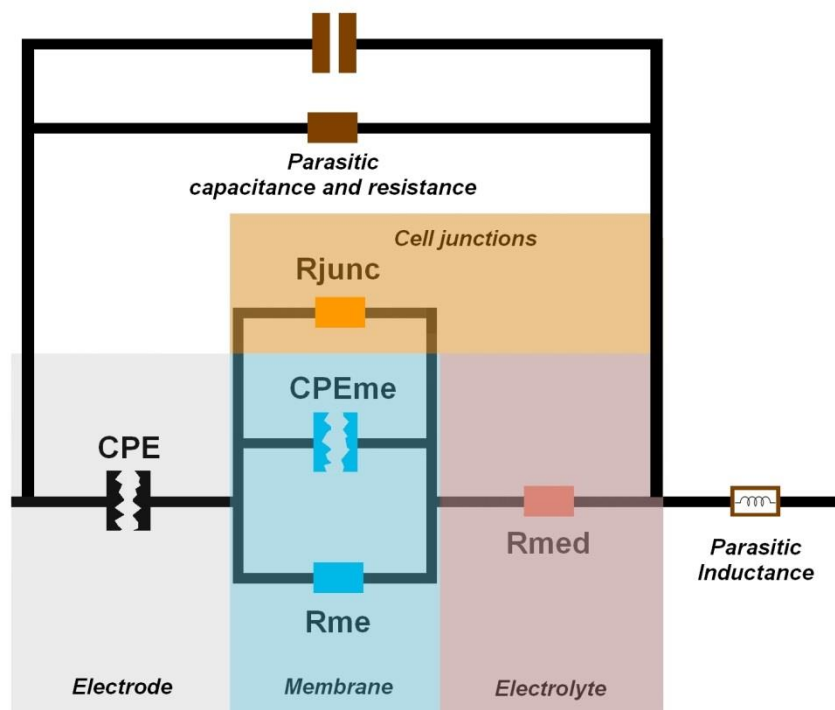 Parasitic
capacitance and resistance
Cell junctions
Rjunc
CPEme
CPE
Rmed
Rme
Parasitic
Inductance
Electrode
Membrane
Electrolyte